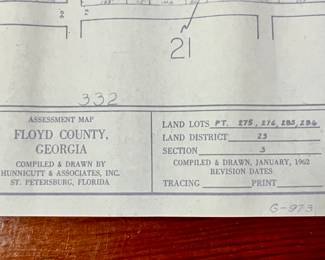 2
2
21
332
ASSESSMENT MAP
FLOYD COUNTY,
GEORGIA
COMPILED & DRAWN BY
HUNNICUTT & ASSOCIATES, INC.
ST. PETERSBURG, FLORIDA
LAND LOTS PT. 275, 276, 285, 286
LAND DISTRICT 23
SECTION 3
COMPILED & DRAWN, JANUARY, 1962
REVISION DATES
TRACING PRINT
G-973